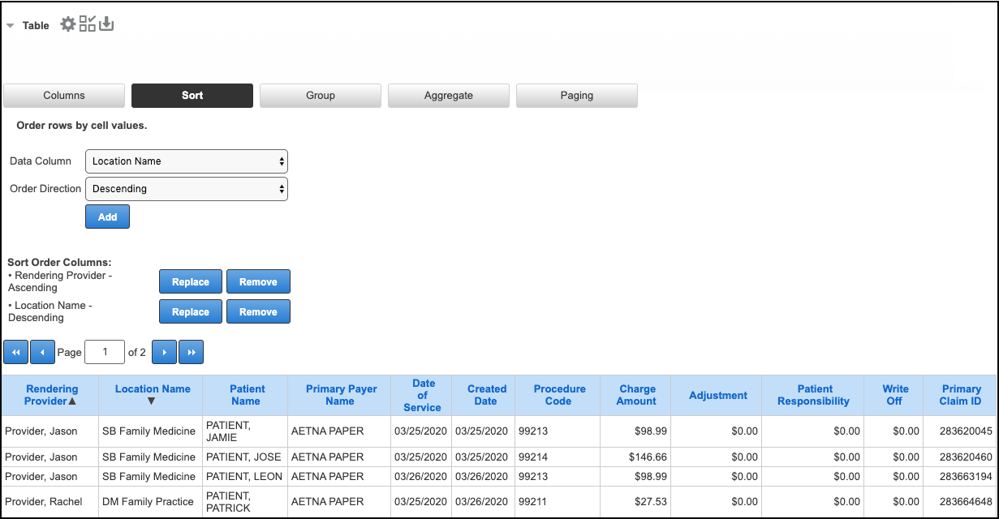 Table
Columns Sort Group Aggregate Paging
Order rows by cell values.
Data Column Location Name
Order Direction Descending
Add
Sort Order Columns:
• Rendering Provider - Ascending Replace Remove
• Location Name - Descending Replace Remove
Page 1 of 2
Rendering Provider▲ Location Name ▼ Patient Name Primary Payer Name Date of Service Created Date Procedure Code Charge Amount Adjustment Patient Responsibility Write Off Primary Claim ID
Provider, Jason SB Family Medicine PATIENT, JAMIE AETNA PAPER 03/25/2020 03/25/2020 99213 $98.99 $0.00 $0.00 $0.00 283620045
Provider, Jason SB Family Medicine PATIENT, JOSE AETNA PAPER 03/25/2020 03/25/2020 99214 $146.66 $0.00 $0.00 $0.00 283620460
Provider, Jason SB Family Medicine PATIENT, LEON AETNA PAPER 03/26/2020 03/26/2020 99213 $98.99 $0.00 $0.00 $0.00 283663194
Provider, Rachel DM Family Practice PATIENT, PATRICK AETNA PAPER 03/25/2020 03/26/2020 99211 $27.53 $0.00 $0.00 $0.00 283664648